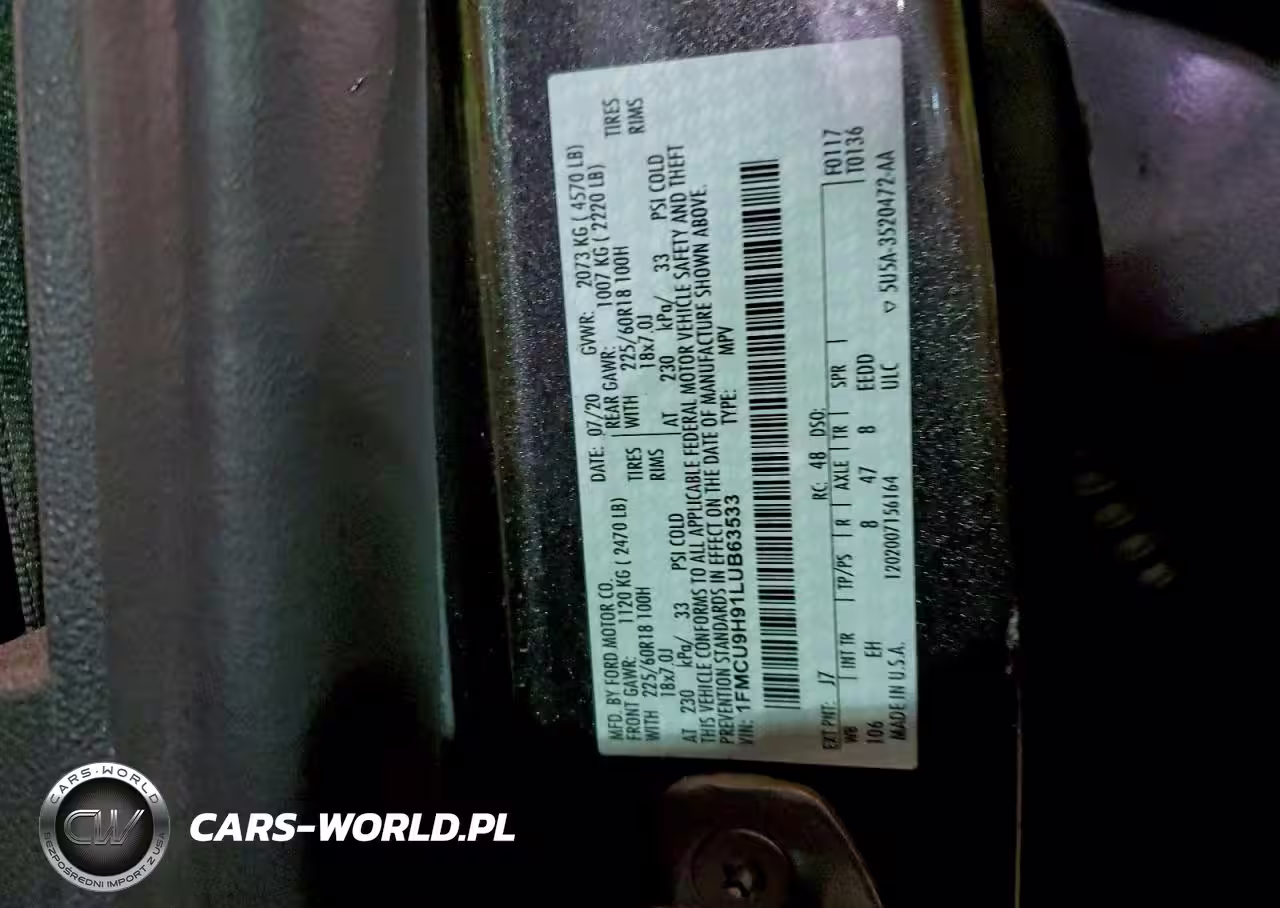 MFD. BY FORD MOTOR CO.
DATE: 07/20 GVWR: 2073 KG ( 4570 LB)
FRONT GAWR: 1120 KG ( 2470 LB) REAR GAWR: 1007 KG ( 2220 LB)
WITH 225/60R18 100H TIRES WITH 225/60R18 100H TIRES
18x7.0J RIMS 18x7.0J RIMS
AT 230 kPa/ 33 PSI COLD AT 230 kPa/ 33 PSI COLD
THIS VEHICLE CONFORMS TO ALL APPLICABLE FEDERAL MOTOR VEHICLE SAFETY AND THEFT
PREVENTION STANDARDS IN EFFECT ON THE DATE OF MANUFACTURE SHOWN ABOVE.
VIN: 1FMCU9H91LUB63533 TYPE: MPV
EXT PNT: J7 RC: 48 DSO: F0117
WB INT TR TP/PS R AXLE TR SPR T0136
106 EH 8 47 8 EEDD
MADE IN U.S.A. 1202007156164 ULC ▽ 5U5A-3520472-AA
CARS-WORLD
CW
BEZPOŚREDNI IMPORT Z USA
CARS-WORLD.PL